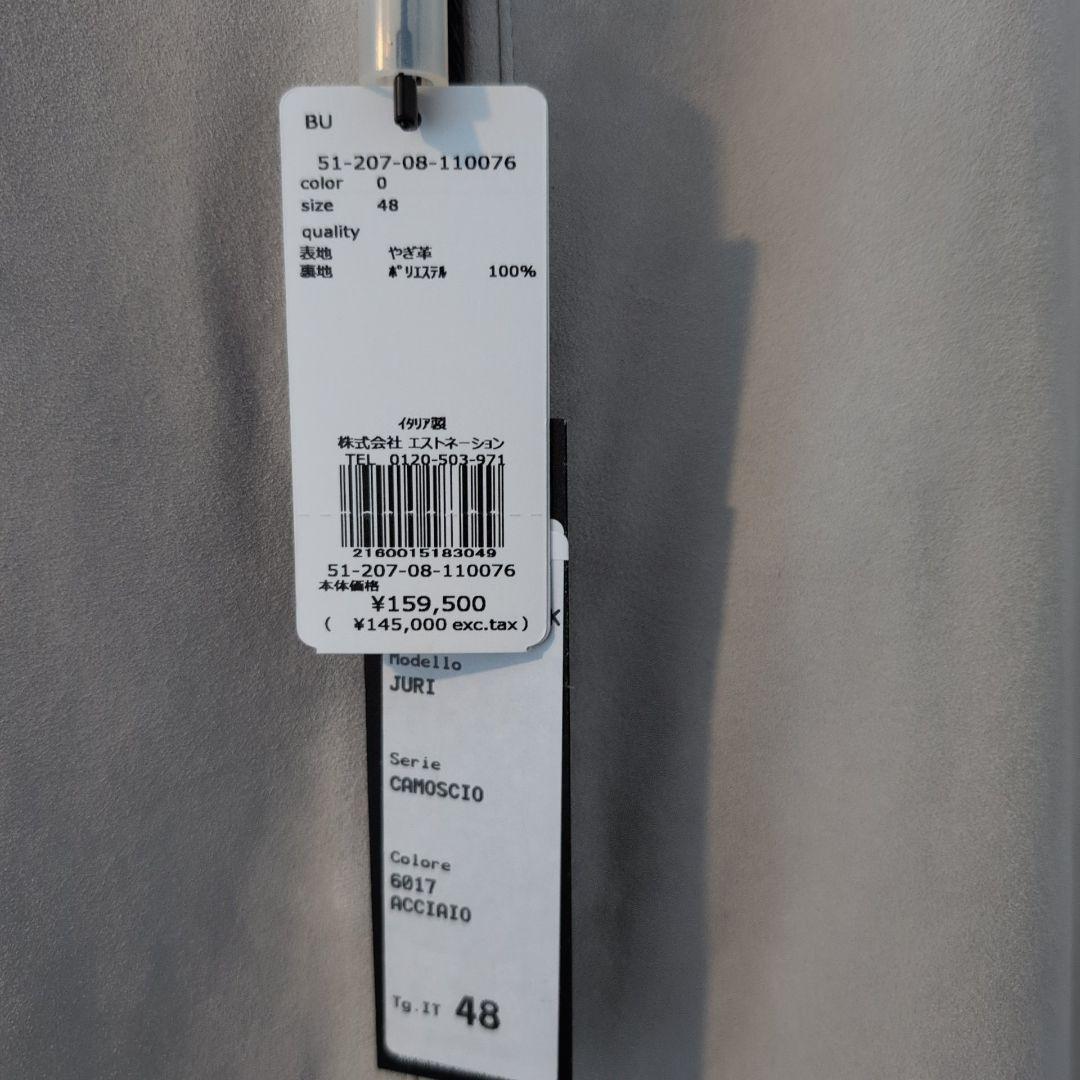 BU
51-207-08-110076
color 0
size 48
quality
表地 やぎ革
裏地 ﾎﾟﾘｴｽﾃﾙ 100%
ｲﾀﾘｱ製
株式会社 エストネーション
TEL 0120-503-971
2160015183049
51-207-08-110076
本体価格
¥159,500
( ¥145,000 exc.tax)
K
Modello
JURI
Serie
CAMOSCIO
Colore
6017
ACCIAIO
Tg.IT 48